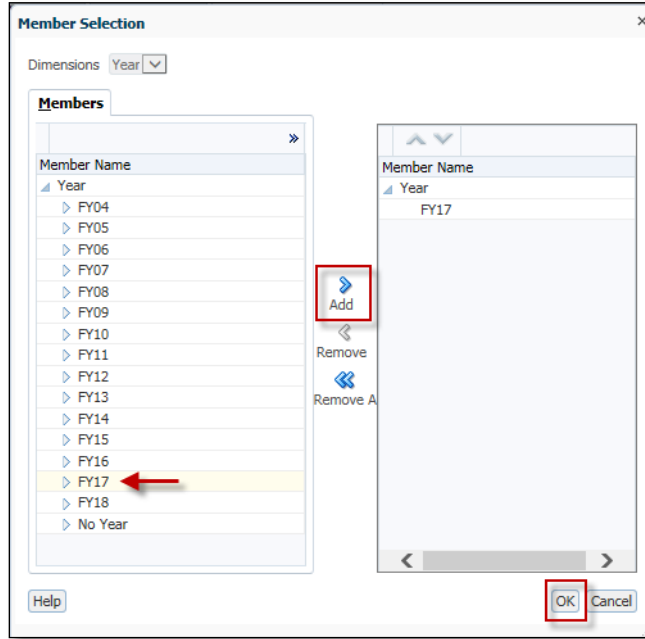 Member Selection
×
Dimensions Year
Members
»
Member Name
Year
FY04
FY05
FY06
FY07
FY08
FY09
FY10
FY11
FY12
FY13
FY14
FY15
FY16
FY17
FY18
No Year
Add
Remove
Remove A
Member Name
Year
FY17
Help
OK
Cancel